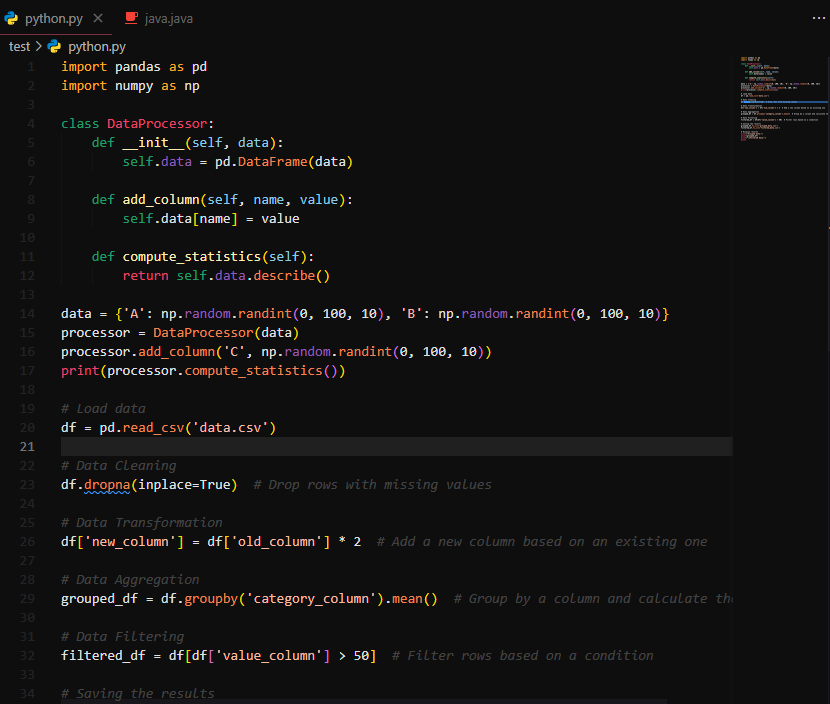 python.py java.java ...
test > python.py
1 import pandas as pd
2 import numpy as np
3
4 class DataProcessor:
5     def __init__(self, data):
6         self.data = pd.DataFrame(data)
7
8     def add_column(self, name, value):
9         self.data[name] = value
10
11     def compute_statistics(self):
12         return self.data.describe()
13
14 data = {'A': np.random.randint(0, 100, 10), 'B': np.random.randint(0, 100, 10)}
15 processor = DataProcessor(data)
16 processor.add_column('C', np.random.randint(0, 100, 10))
17 print(processor.compute_statistics())
18
19 # Load data
20 df = pd.read_csv('data.csv')
21
22 # Data Cleaning
23 df.dropna(inplace=True)  # Drop rows with missing values
24
25 # Data Transformation
26 df['new_column'] = df['old_column'] * 2  # Add a new column based on an existing one
27
28 # Data Aggregation
29 grouped_df = df.groupby('category_column').mean()  # Group by a column and calculate the
30
31 # Data Filtering
32 filtered_df = df[df['value_column'] > 50]  # Filter rows based on a condition
33
34 # Saving the results